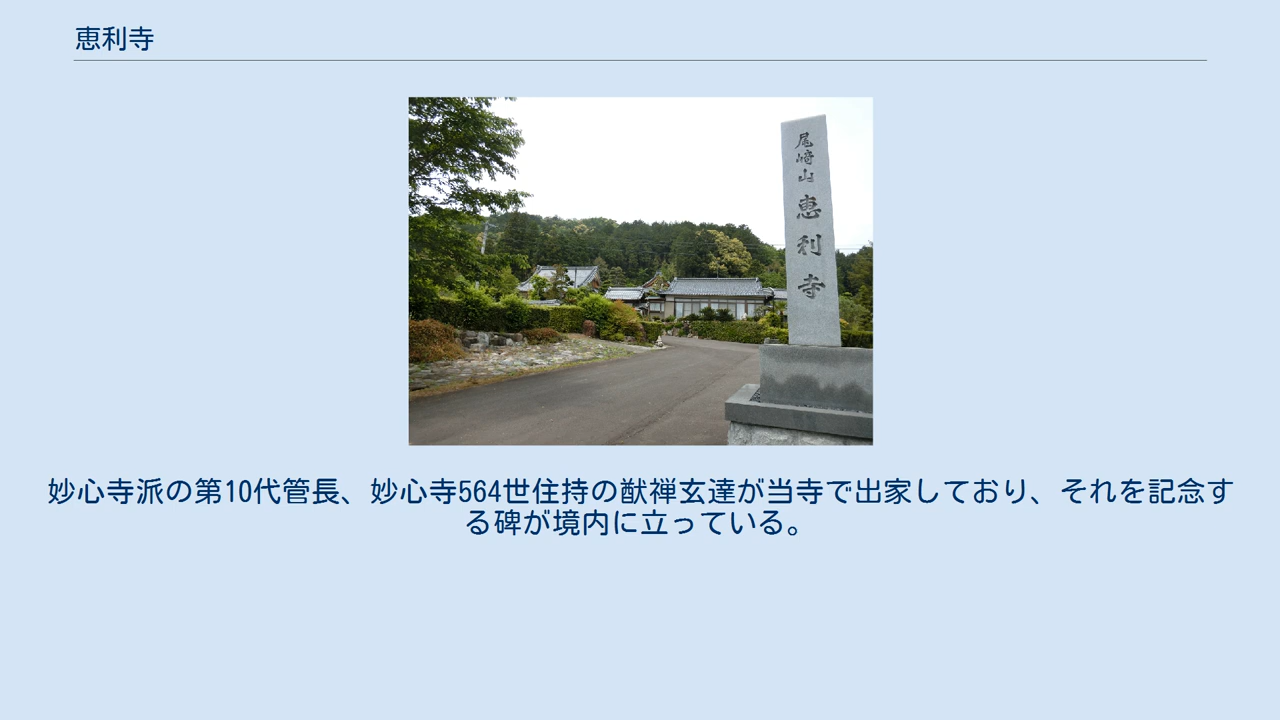 恵利寺
尾崎山恵利寺
妙心寺派の第10代管長、妙心寺564世住持の猷禅玄達が当寺で出家しており、それを記念す
る碑が境内に立っている。